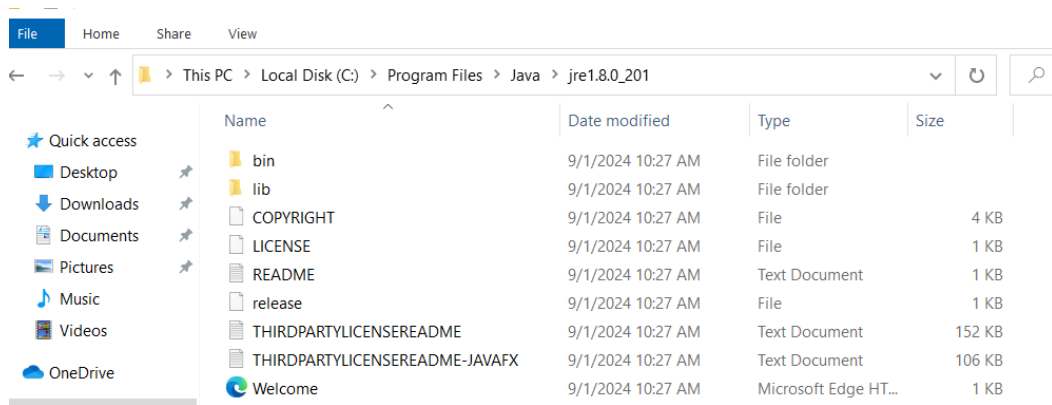 File Home Share View
This PC > Local Disk (C:) > Program Files > Java > jre1.8.0_201
Name Date modified Type Size
Quick access
Desktop
Downloads
Documents
Pictures
Music
Videos
OneDrive
bin 9/1/2024 10:27 AM File folder
lib 9/1/2024 10:27 AM File folder
COPYRIGHT 9/1/2024 10:27 AM File 4 KB
LICENSE 9/1/2024 10:27 AM File 1 KB
README 9/1/2024 10:27 AM Text Document 1 KB
release 9/1/2024 10:27 AM File 1 KB
THIRDPARTYLICENSEREADME 9/1/2024 10:27 AM Text Document 152 KB
THIRDPARTYLICENSEREADME-JAVAFX 9/1/2024 10:27 AM Text Document 106 KB
Welcome 9/1/2024 10:27 AM Microsoft Edge HT... 1 KB